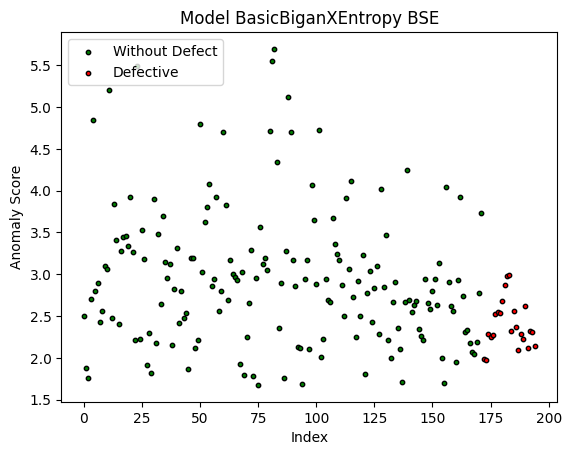 Model BasicBiganXEntropy BSE
Without Defect
Defective
5.5
5.0
4.5
4.0
3.5
3.0
2.5
2.0
1.5
Anomaly Score
0 25 50 75 100 125 150 175 200
Index